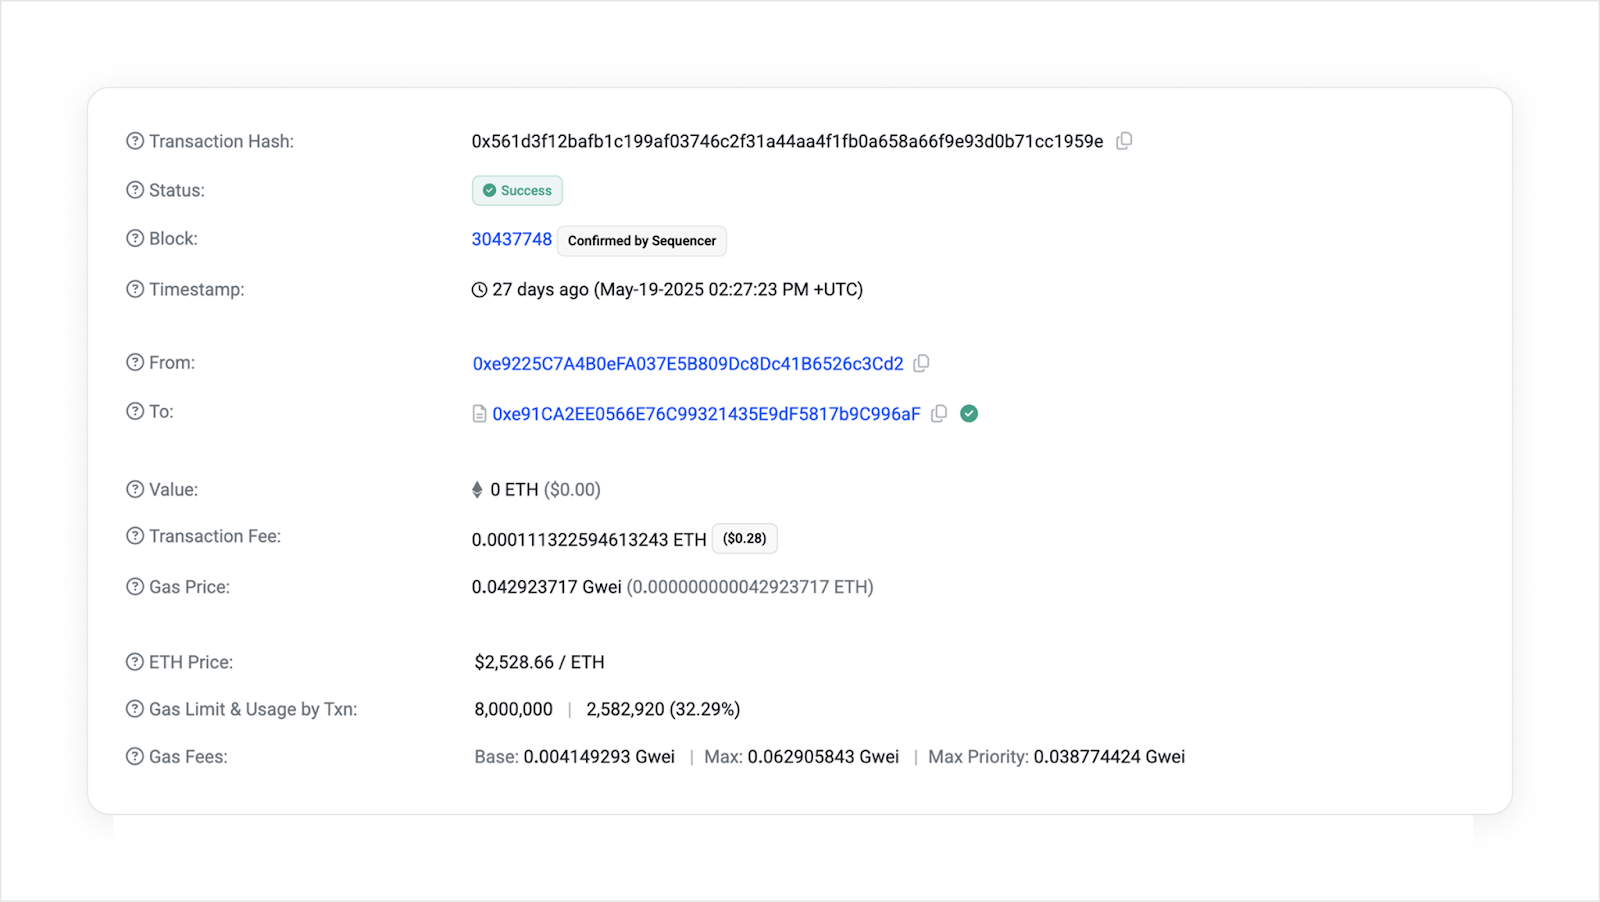 Transaction Hash: 0x561d3f12bafb1c199af03746c2f31a44aa4f1fb0a658a66f9e93d0b71cc1959e
Status: Success
Block: 30437748 Confirmed by Sequencer
Timestamp: 27 days ago (May-19-2025 02:27:23 PM +UTC)
From: 0xe9225C7A4B0eFA037E5B809Dc8Dc41B6526c3Cd2
To: 0xe91CA2EE0566E76C99321435E9dF5817b9C996aF
Value: 0 ETH ($0.00)
Transaction Fee: 0.000111322594613243 ETH ($0.28)
Gas Price: 0.042923717 Gwei (0.000000000042923717 ETH)
ETH Price: $2,528.66 / ETH
Gas Limit & Usage by Txn: 8,000,000 | 2,582,920 (32.29%)
Gas Fees: Base: 0.004149293 Gwei | Max: 0.062905843 Gwei | Max Priority: 0.038774424 Gwei